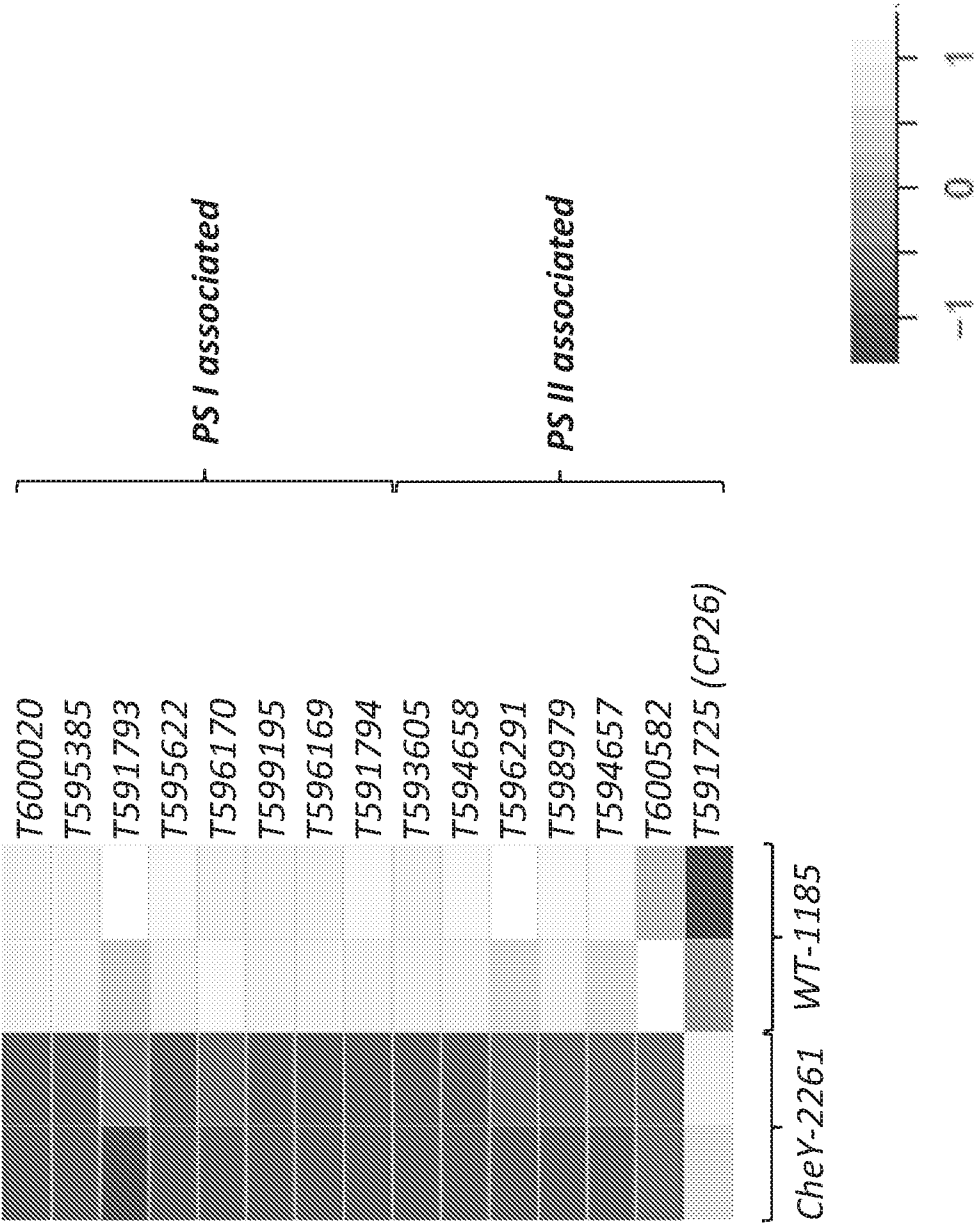 T600020
T595385
T591793
T595622
T596170
T599195
T596169
T591794
T593605
T594658
T596291
T598979
T594657
T600582
T591725 (CP26)
PS I associated
PS II associated
CheY-2261 WT-1185
−1 0 1